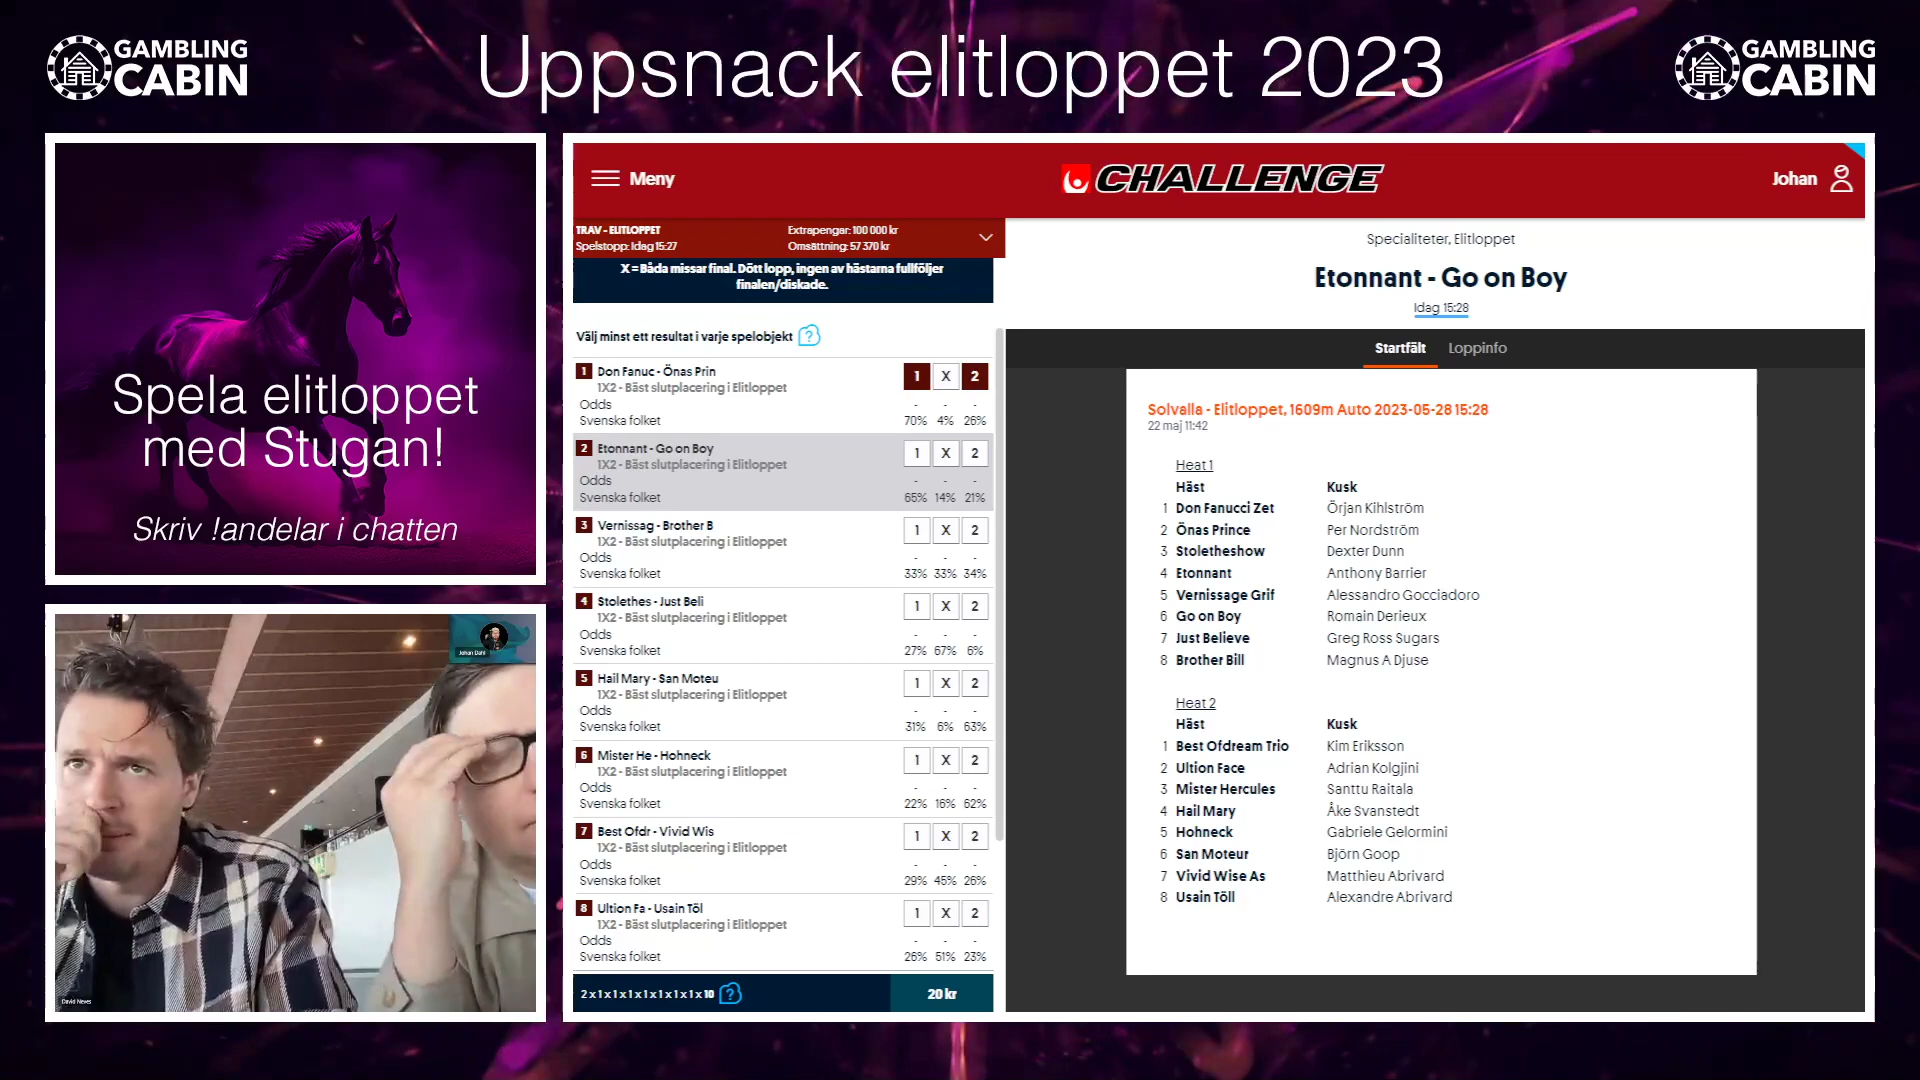 GAMBLING
CABIN
Uppsnack elitloppet 2023
GAMBLING
CABIN
Spela elitloppet
med Stugan!
Skriv !andelar i chatten
Johan Dahl
David Neves
Meny
CHALLENGE
Johan
TRAV - ELITLOPPET
Spelstopp: Idag 15:27
Extrapengar: 100 000 kr
Omsättning: 57 370 kr
X = Båda missar final. Dött lopp, ingen av hästarna fullföljer
finalen/diskade.
Välj minst ett resultat i varje spelobjekt ?
1 Don Fanuc - Önas Prin 1 X 2
1X2 - Bäst slutplacering i Elitloppet
Odds - - -
Svenska folket 70% 4% 26%
2 Etonnant - Go on Boy 1 X 2
1X2 - Bäst slutplacering i Elitloppet
Odds - - -
Svenska folket 65% 14% 21%
3 Vernissag - Brother B 1 X 2
1X2 - Bäst slutplacering i Elitloppet
Odds - - -
Svenska folket 33% 33% 34%
4 Stolethes - Just Beli 1 X 2
1X2 - Bäst slutplacering i Elitloppet
Odds - - -
Svenska folket 27% 67% 6%
5 Hail Mary - San Moteu 1 X 2
1X2 - Bäst slutplacering i Elitloppet
Odds - - -
Svenska folket 31% 6% 63%
6 Mister He - Hohneck 1 X 2
1X2 - Bäst slutplacering i Elitloppet
Odds - - -
Svenska folket 22% 16% 62%
7 Best Ofdr - Vivid Wis 1 X 2
1X2 - Bäst slutplacering i Elitloppet
Odds - - -
Svenska folket 29% 45% 26%
8 Ultion Fa - Usain Töl 1 X 2
1X2 - Bäst slutplacering i Elitloppet
Odds - - -
Svenska folket 26% 51% 23%
2 x 1 x 1 x 1 x 1 x 1 x 1 x 1 x 10 ? 20 kr
Specialiteter, Elitloppet
Etonnant - Go on Boy
Idag 15:28
Startfält Loppinfo
Solvalla - Elitloppet, 1609m Auto 2023-05-28 15:28
22 maj 11:42
Heat 1
Häst Kusk
1 Don Fanucci Zet Örjan Kihlström
2 Önas Prince Per Nordström
3 Stoletheshow Dexter Dunn
4 Etonnant Anthony Barrier
5 Vernissage Grif Alessandro Gocciadoro
6 Go on Boy Romain Derieux
7 Just Believe Greg Ross Sugars
8 Brother Bill Magnus A Djuse
Heat 2
Häst Kusk
1 Best Ofdream Trio Kim Eriksson
2 Ultion Face Adrian Kolgjini
3 Mister Hercules Santtu Raitala
4 Hail Mary Åke Svanstedt
5 Hohneck Gabriele Gelormini
6 San Moteur Björn Goop
7 Vivid Wise As Matthieu Abrivard
8 Usain Töll Alexandre Abrivard